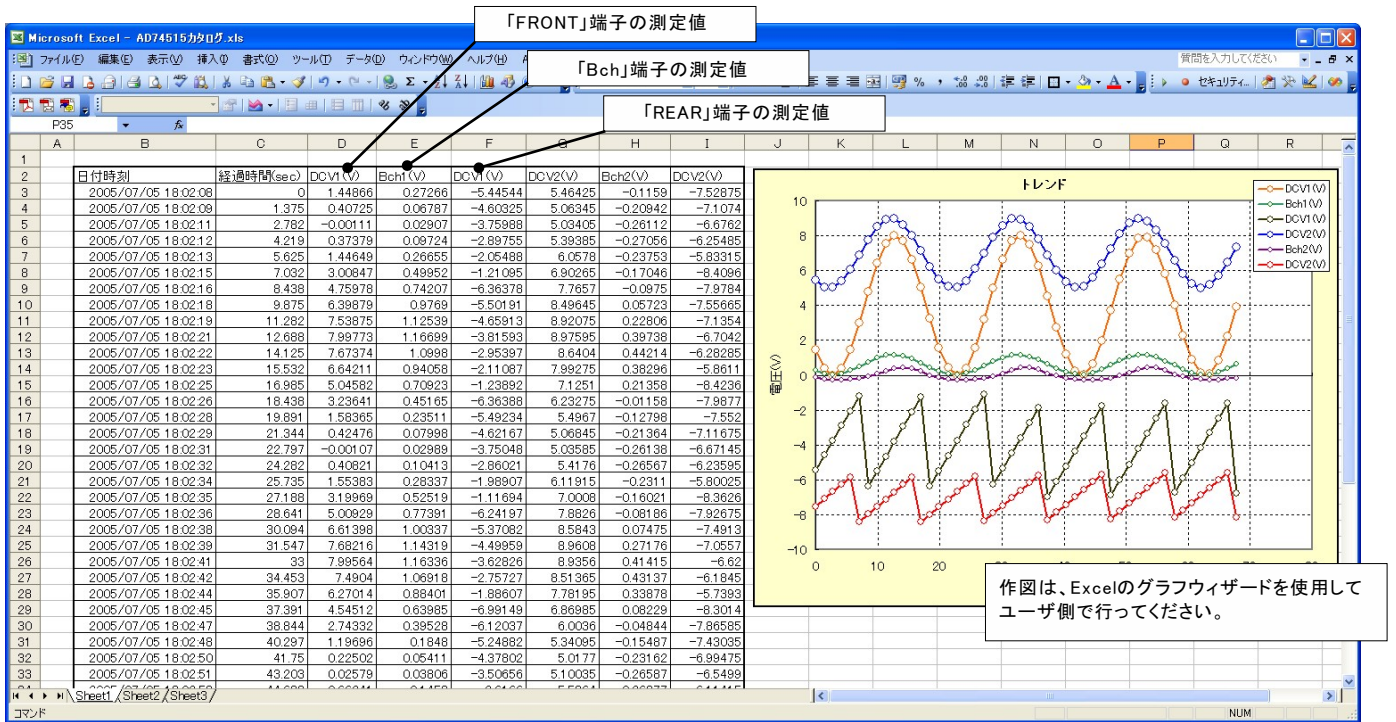 「FRONT」端子の測定値
Microsoft Excel - AD74515カタログ.xls
ファイル(F) 編集(E) 表示(V) 挿入(I) 書式(O) ツール(T) データ(D) ウィンドウ(W) ヘルプ(H)
質問を入力してください
「Bch」端子の測定値
セキュリティ...
「REAR」端子の測定値
P35 fx
A B C D E F G H I J K L M N O P Q R
1
2 日付時刻 経過時間(sec) DCV1(V) Bch1(V) DCV1(V) DCV2(V) Bch2(V) DCV2(V)
3 2005/07/05 18:02:08 0 1.44866 0.27266 -5.44544 5.46425 -0.1159 -7.52875
4 2005/07/05 18:02:09 1.375 0.40725 0.06787 -4.60325 5.06345 -0.20942 -7.1074
5 2005/07/05 18:02:11 2.782 -0.00111 0.02907 -3.75988 5.03405 -0.26112 -6.6762
6 2005/07/05 18:02:12 4.219 0.37379 0.09724 -2.89755 5.39385 -0.27056 -6.25485
7 2005/07/05 18:02:13 5.625 1.44649 0.26655 -2.05488 6.0578 -0.23753 -5.83315
8 2005/07/05 18:02:15 7.032 3.00847 0.49952 -1.21095 6.90265 -0.17046 -8.4096
9 2005/07/05 18:02:16 8.438 4.75978 0.74207 -6.36378 7.7657 -0.0975 -7.9784
10 2005/07/05 18:02:18 9.875 6.39879 0.9769 -5.50191 8.49645 0.05723 -7.55665
11 2005/07/05 18:02:19 11.282 7.53875 1.12539 -4.65913 8.92075 0.22806 -7.1354
12 2005/07/05 18:02:21 12.688 7.99773 1.16699 -3.81593 8.97595 0.39738 -6.7042
13 2005/07/05 18:02:22 14.125 7.67374 1.0998 -2.95397 8.6404 0.44214 -6.28285
14 2005/07/05 18:02:23 15.532 6.64211 0.94058 -2.11087 7.99275 0.38296 -5.8611
15 2005/07/05 18:02:25 16.985 5.04582 0.70923 -1.23892 7.1251 0.21358 -8.4236
16 2005/07/05 18:02:26 18.438 3.23641 0.45165 -6.36388 6.23275 -0.01158 -7.9877
17 2005/07/05 18:02:28 19.891 1.58365 0.23511 -5.49234 5.4967 -0.12798 -7.552
18 2005/07/05 18:02:29 21.344 0.42476 0.07998 -4.62167 5.06845 -0.21364 -7.11675
19 2005/07/05 18:02:31 22.797 -0.00107 0.02989 -3.75048 5.03585 -0.26138 -6.67145
20 2005/07/05 18:02:32 24.282 0.40821 0.10413 -2.86021 5.4176 -0.26567 -6.23595
21 2005/07/05 18:02:34 25.735 1.55383 0.28337 -1.98907 6.11915 -0.2311 -5.80025
22 2005/07/05 18:02:35 27.188 3.19969 0.52519 -1.11694 7.0008 -0.16021 -8.3626
23 2005/07/05 18:02:36 28.641 5.00929 0.77391 -6.24197 7.8826 -0.08186 -7.92675
24 2005/07/05 18:02:38 30.094 6.61398 1.00337 -5.37082 8.5843 0.07475 -7.4913
25 2005/07/05 18:02:39 31.547 7.68216 1.14319 -4.49959 8.9608 0.27176 -7.0557
26 2005/07/05 18:02:41 33 7.99564 1.16336 -3.62826 8.9356 0.41415 -6.62
27 2005/07/05 18:02:42 34.453 7.4904 1.06918 -2.75727 8.51365 0.43137 -6.1845
28 2005/07/05 18:02:44 35.907 6.27014 0.88401 -1.88607 7.78195 0.33878 -5.7393
29 2005/07/05 18:02:45 37.391 4.54512 0.63985 -6.99149 6.86985 0.08229 -8.3014
30 2005/07/05 18:02:47 38.844 2.74332 0.39528 -6.12037 6.0036 -0.04844 -7.86585
31 2005/07/05 18:02:48 40.297 1.19696 0.1848 -5.24882 5.34095 -0.15487 -7.43035
32 2005/07/05 18:02:50 41.75 0.22502 0.05411 -4.37802 5.0177 -0.23162 -6.99475
33 2005/07/05 18:02:51 43.203 0.02579 0.03806 -3.50656 5.10035 -0.26587 -6.5499
トレンド
DCV1(V)
Bch1(V)
DCV1(V)
DCV2(V)
Bch2(V)
DCV2(V)
電圧(V)
10
8
6
4
2
0
-2
-4
-6
-8
-10
0 10 20
作図は、Excelのグラフウィザードを使用して
ユーザ側で行ってください。
Sheet1 Sheet2 Sheet3
コマンド NUM